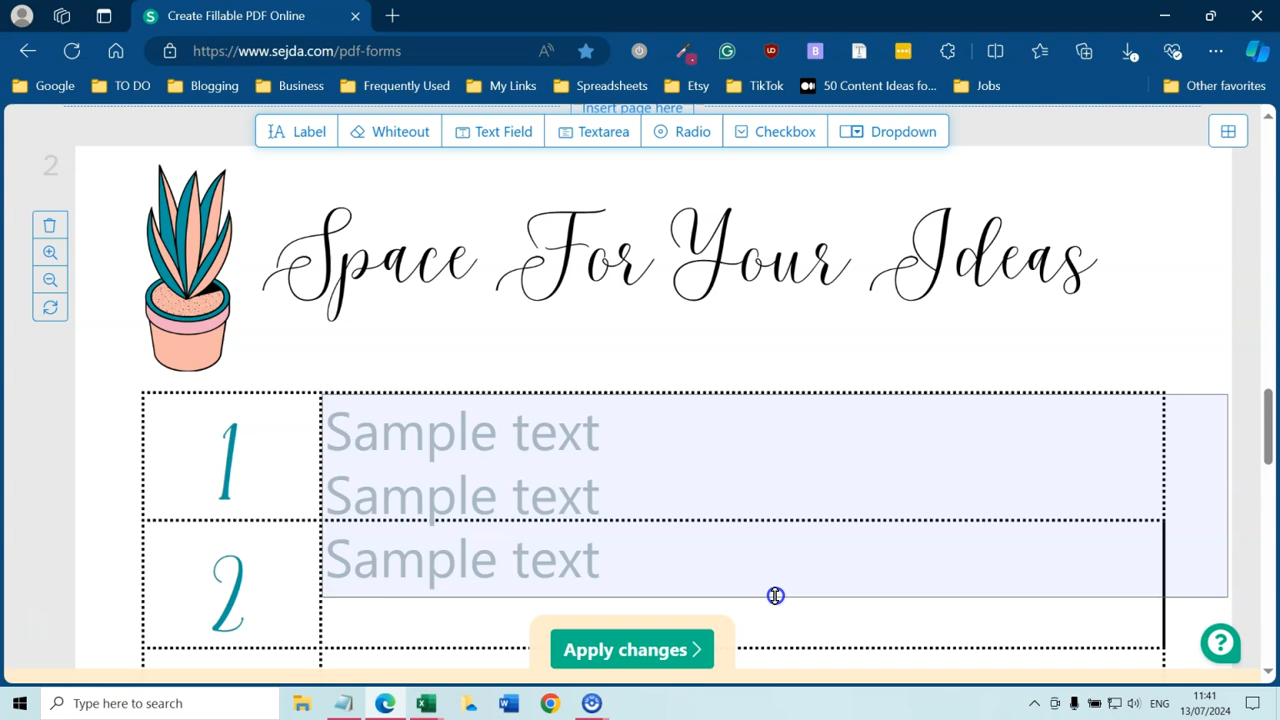 Create Fillable PDF Online
https://www.sejda.com/pdf-forms
Google
TO DO
Blogging
Business
Frequently Used
My Links
Spreadsheets
Etsy
TikTok
50 Content Ideas fo...
Jobs
Other favorites
Insert page here
Label
Whiteout
Text Field
Textarea
Radio
Checkbox
Dropdown
2
Space For Your Ideas
1
Sample text
Sample text
2
Sample text
Apply changes
?
Type here to search
ENG
11:41
13/07/2024